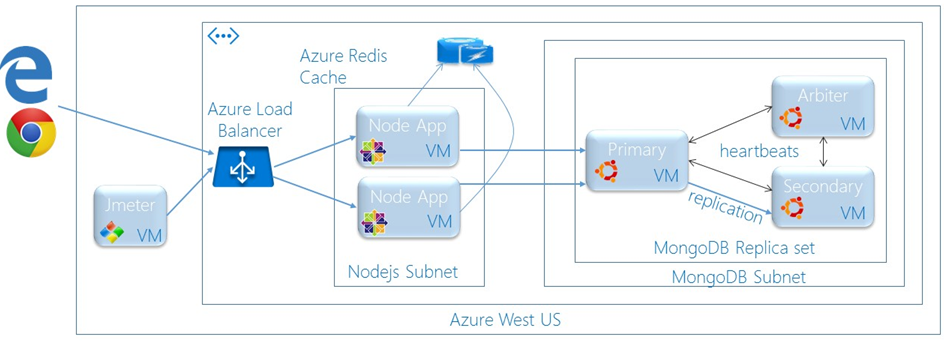 Azure Redis
Cache
Azure Load
Balancer
Node App
VM
Node App
VM
Nodejs Subnet
Jmeter
VM
Primary
VM
Arbiter
VM
heartbeats
Secondary
VM
replication
MongoDB Replica set
MongoDB Subnet
Azure West US